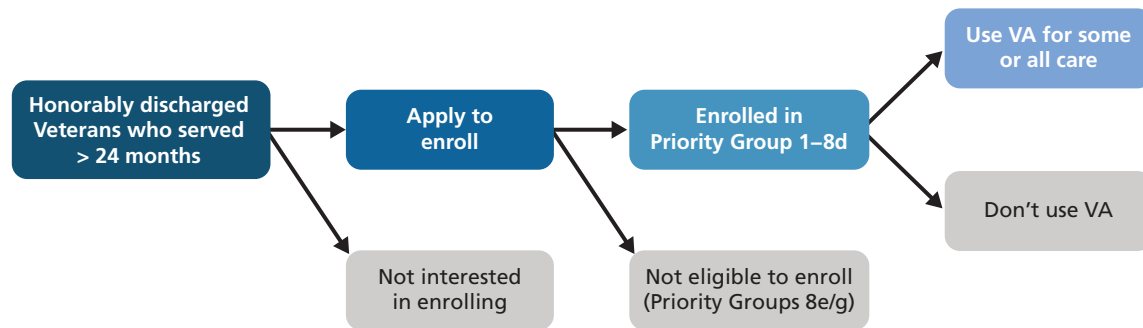 Use VA for some
or all care
Honorably discharged
Veterans who served
> 24 months
Apply to
enroll
Enrolled in
Priority Group 1–8d
Don't use VA
Not interested
in enrolling
Not eligible to enroll
(Priority Groups 8e/g)